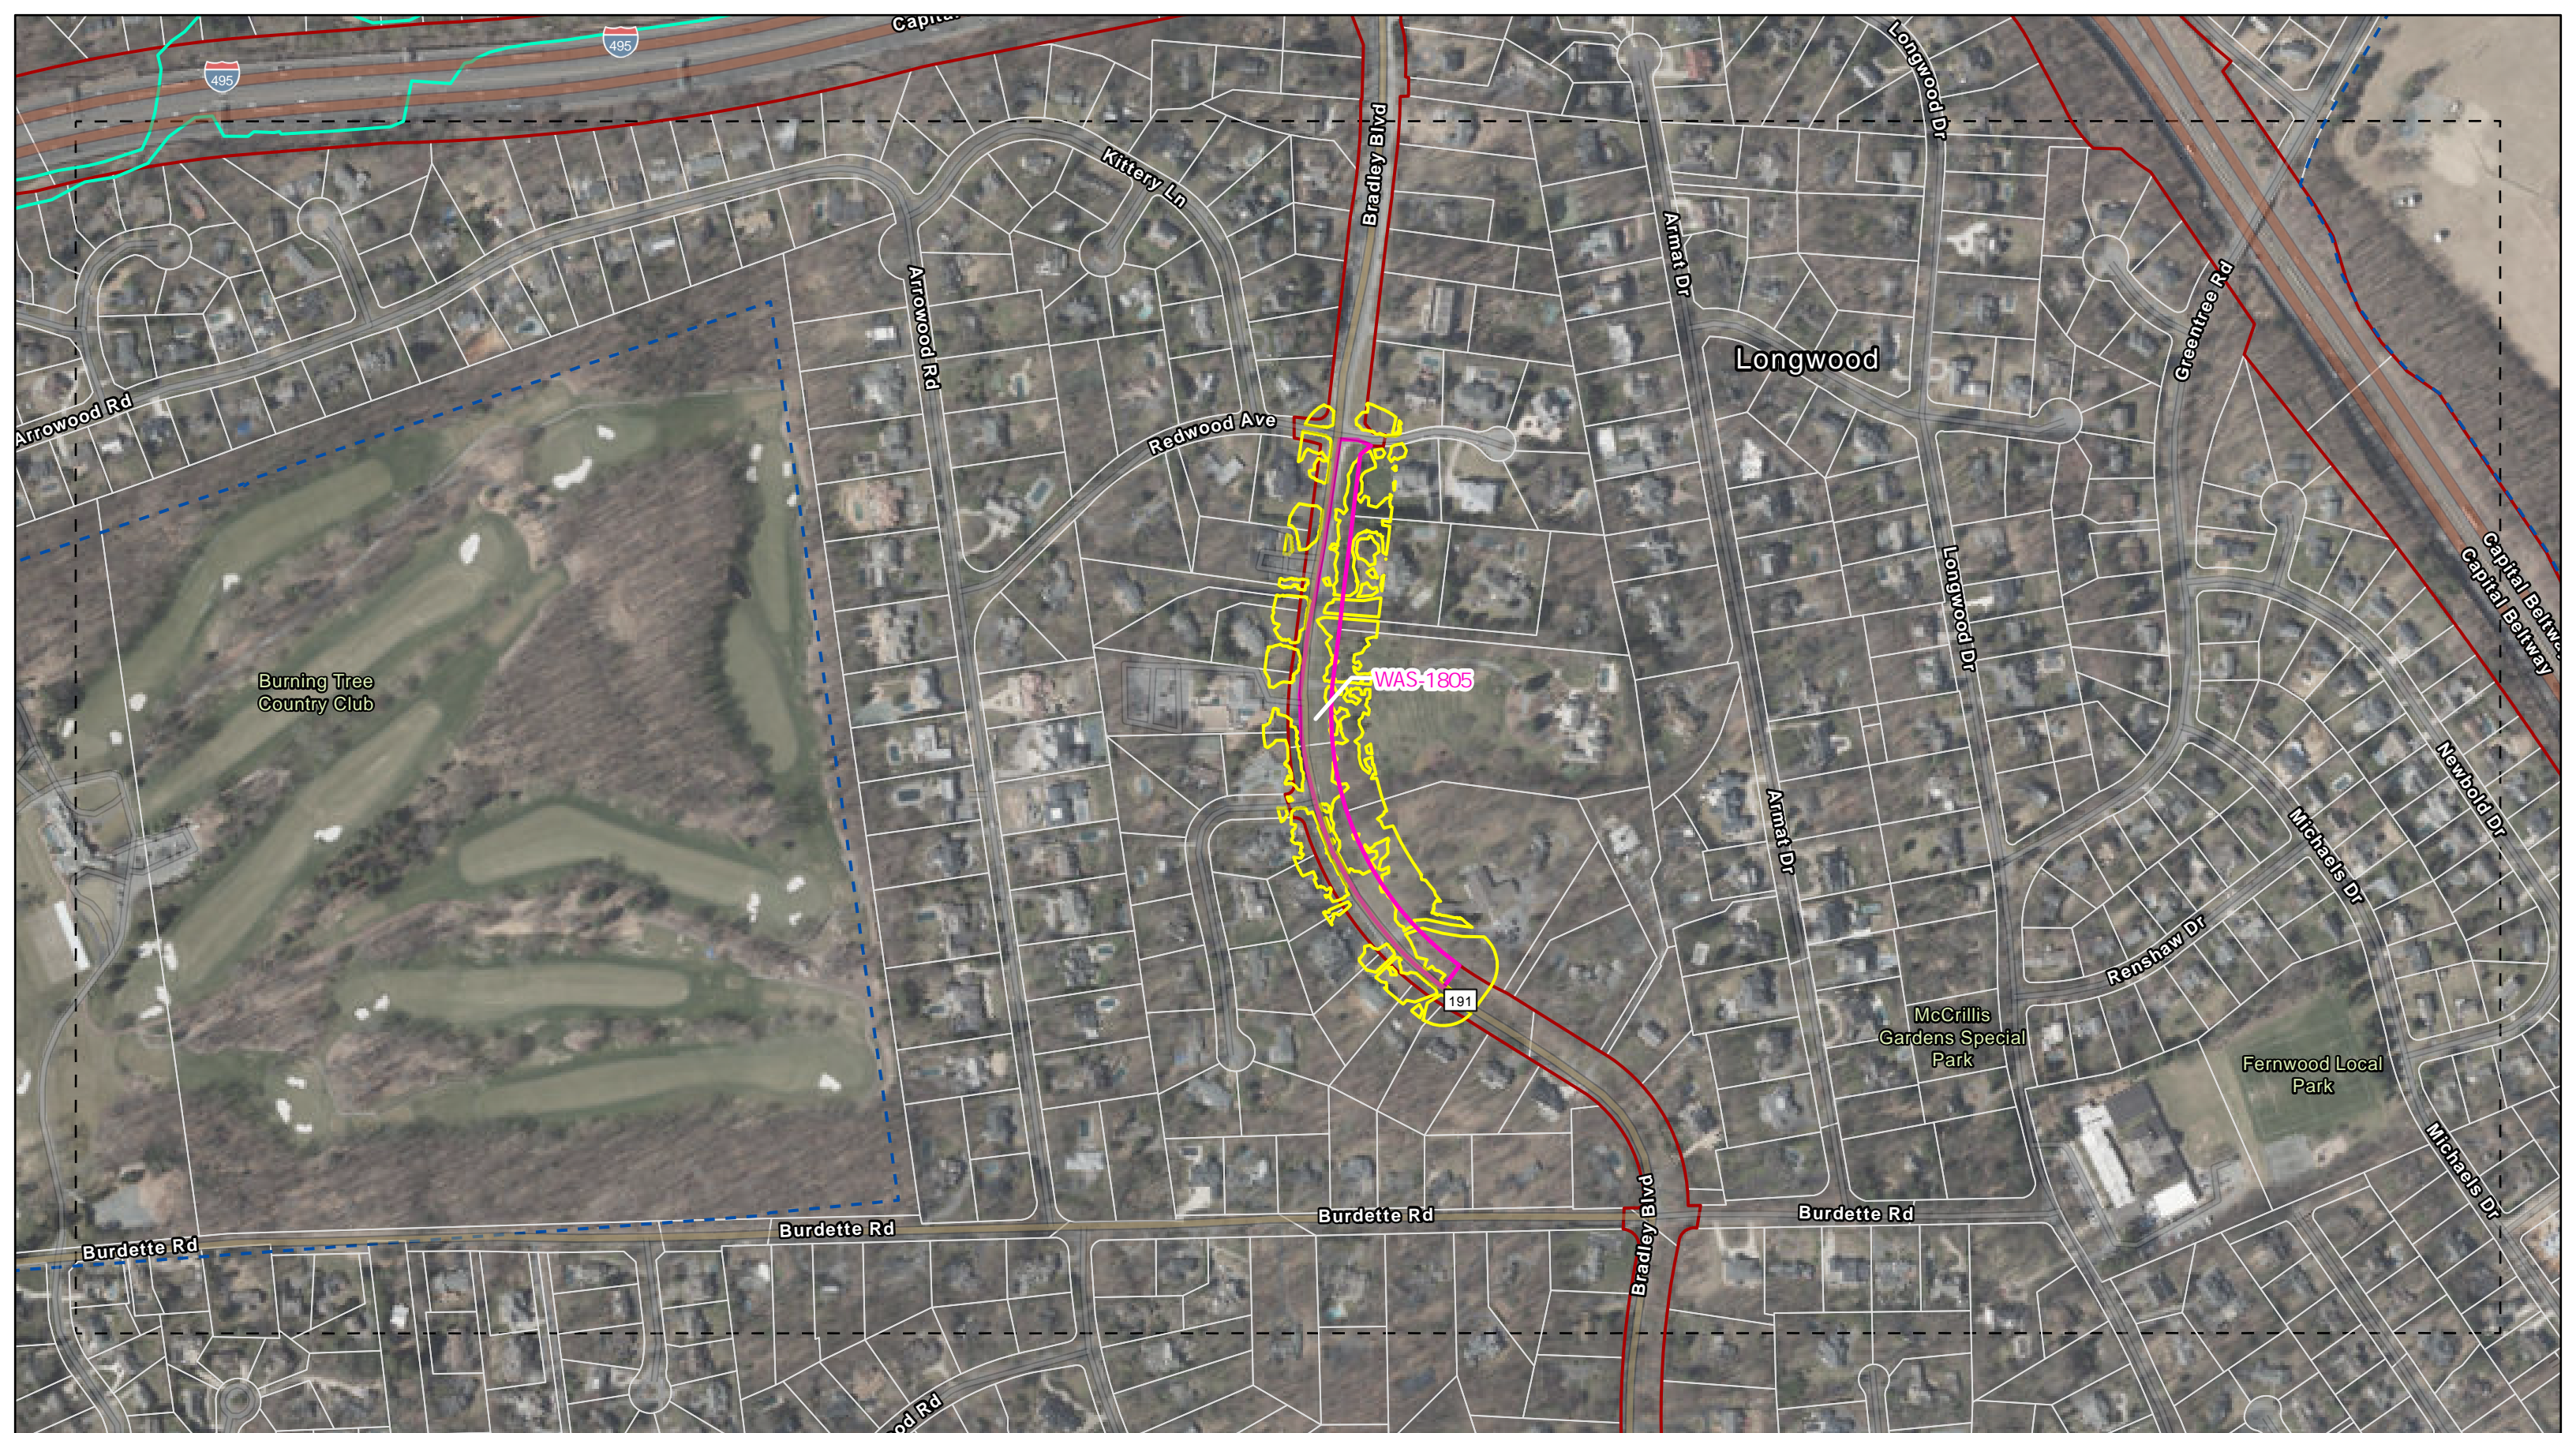 Capital
495
495
Longwood Dr
Bradley Blvd
Kittery Ln
Armat Dr
Arrowood Rd
Greentree Rd
Longwood
Arrowood Rd
Redwood Ave
Capital Beltway
Capital Beltway
Longwood Dr
Burning Tree
Country Club
WAS-1805
Newbold Dr
Armat Dr
Michaels Dr
Renshaw Dr
191
McCrillis
Gardens Special
Park
Fernwood Local
Park
Michaels Dr
Bradley Blvd
Burdette Rd
Burdette Rd
Burdette Rd
Burdette Rd
ood Rd